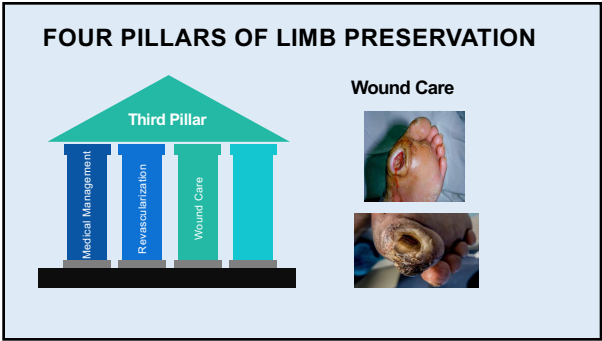 FOUR PILLARS OF LIMB PRESERVATION
Third Pillar
Medical Management
Revascularization
Wound Care
Wound Care